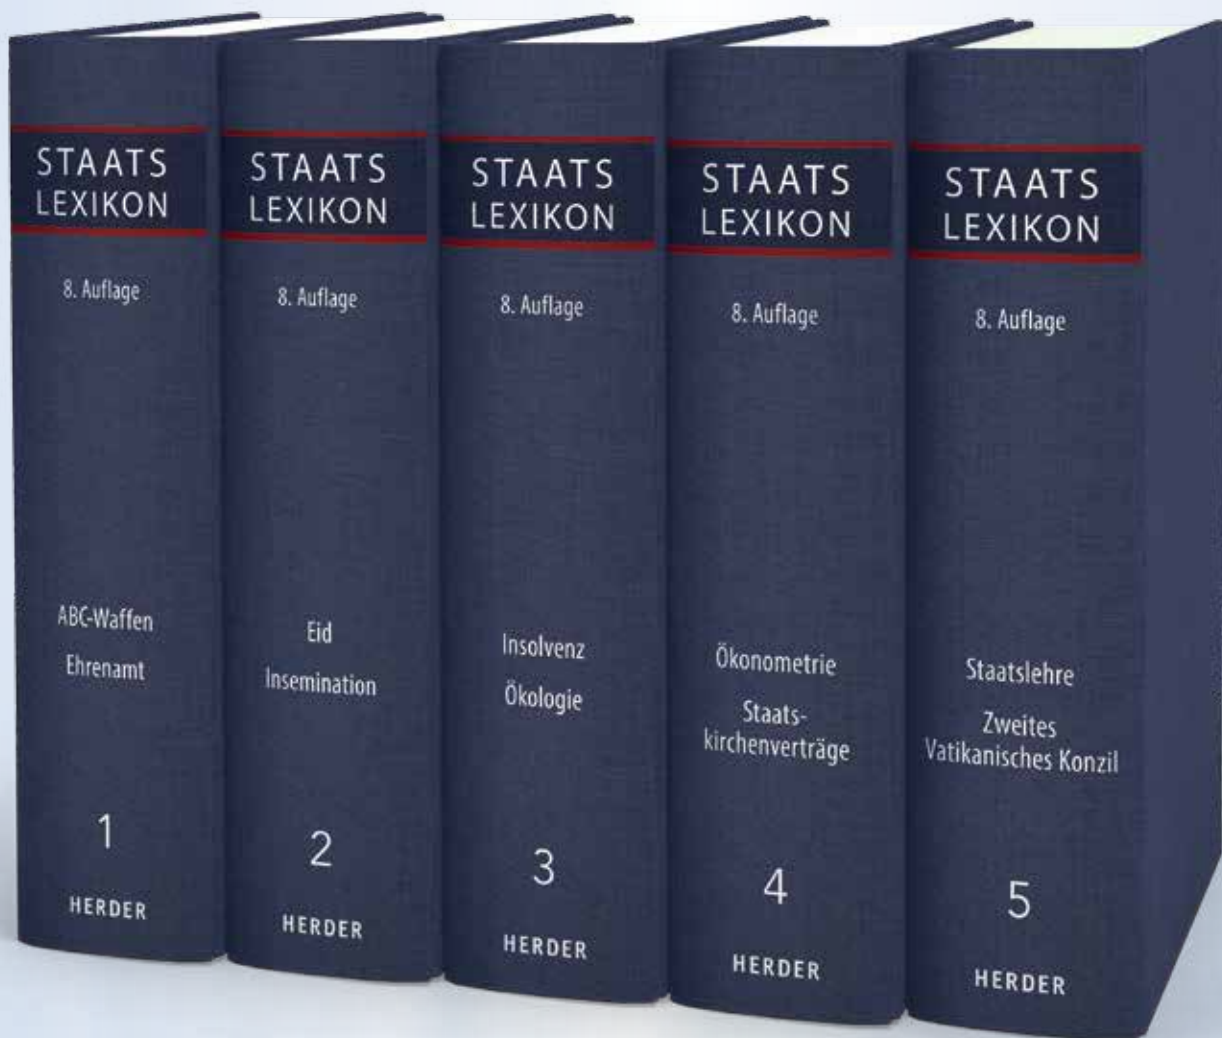 STAATS
LEXIKON
8. Auflage
ABC-Waffen
Ehrenamt
1
HERDER
STAATS
LEXIKON
8. Auflage
Eid
Insemination
2
HERDER
STAATS
LEXIKON
8. Auflage
Insolvenz
Ökologie
3
HERDER
STAATS
LEXIKON
8. Auflage
Ökonometrie
Staats-
kirchenverträge
4
HERDER
STAATS
LEXIKON
8. Auflage
Staatslehre
Zweites
Vatikanisches Konzil
5
HERDER